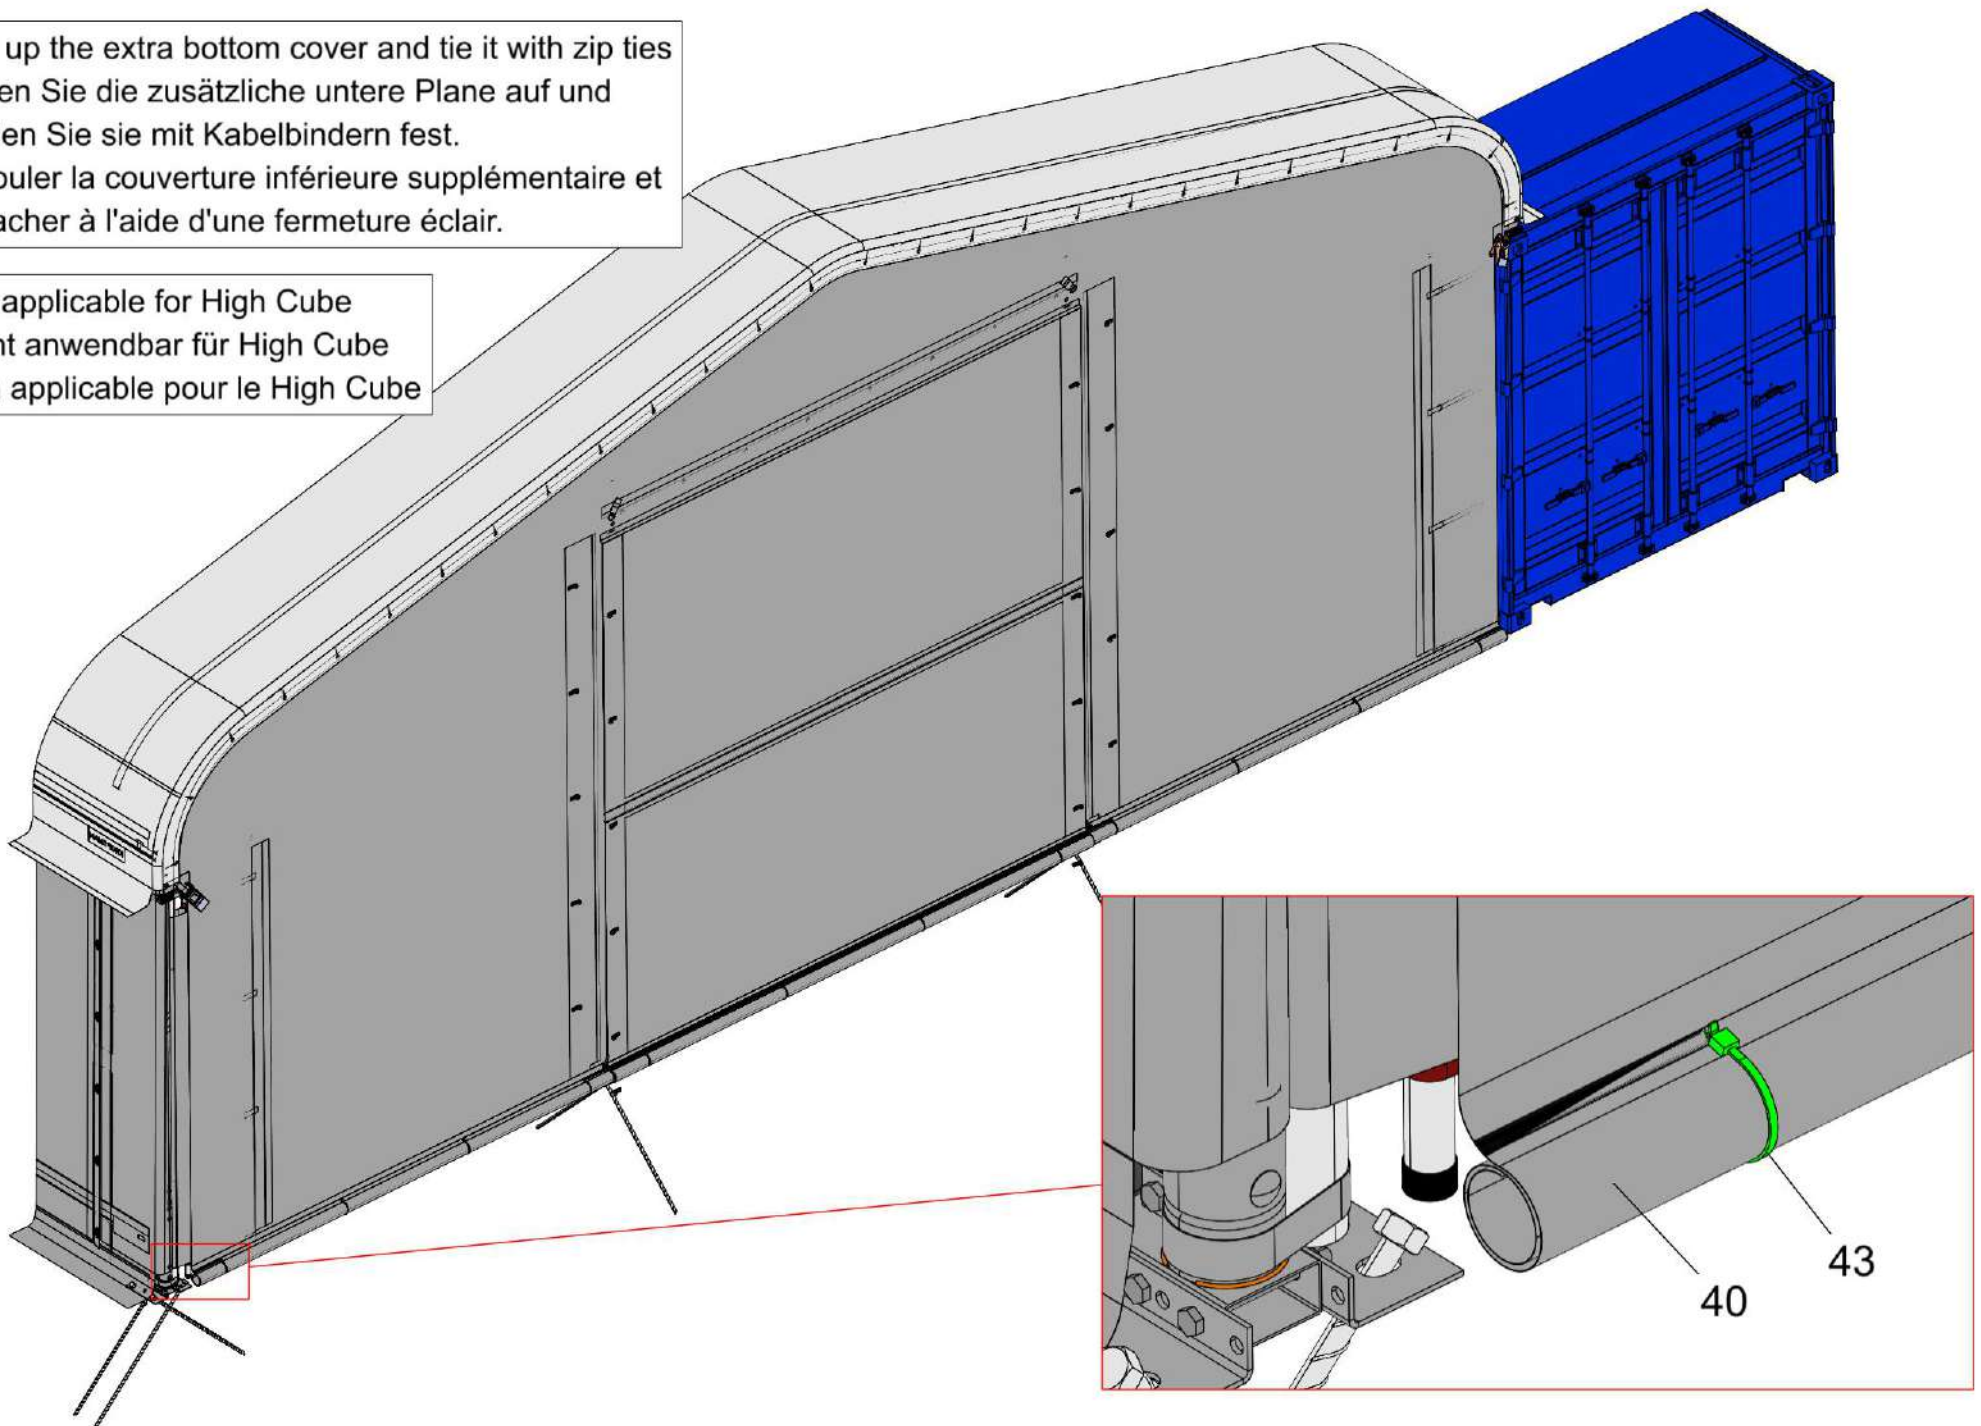 up the extra bottom cover and tie it with zip ties
en Sie die zusätzliche untere Plane auf und
en Sie sie mit Kabelbindern fest.
ouler la couverture inférieure supplémentaire et
acher à l'aide d'une fermeture éclair.
applicable for High Cube
nt anwendbar für High Cube
applicable pour le High Cube
43
40